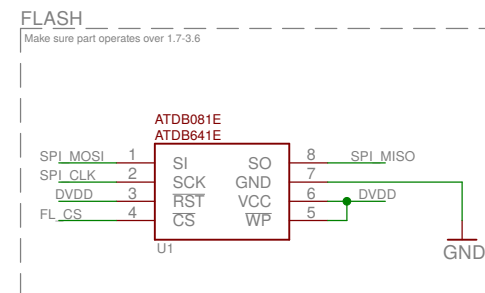 FLASH
Make sure part operates over 1.7-3.6
ATDB081E
ATDB641E
SPI_MOSI 1 SI SO 8 SPI_MISO
SPI_CLK 2 SCK GND 7
DVDD 3 RST VCC 6 DVDD
FL_CS 4 CS WP 5
U1
GND